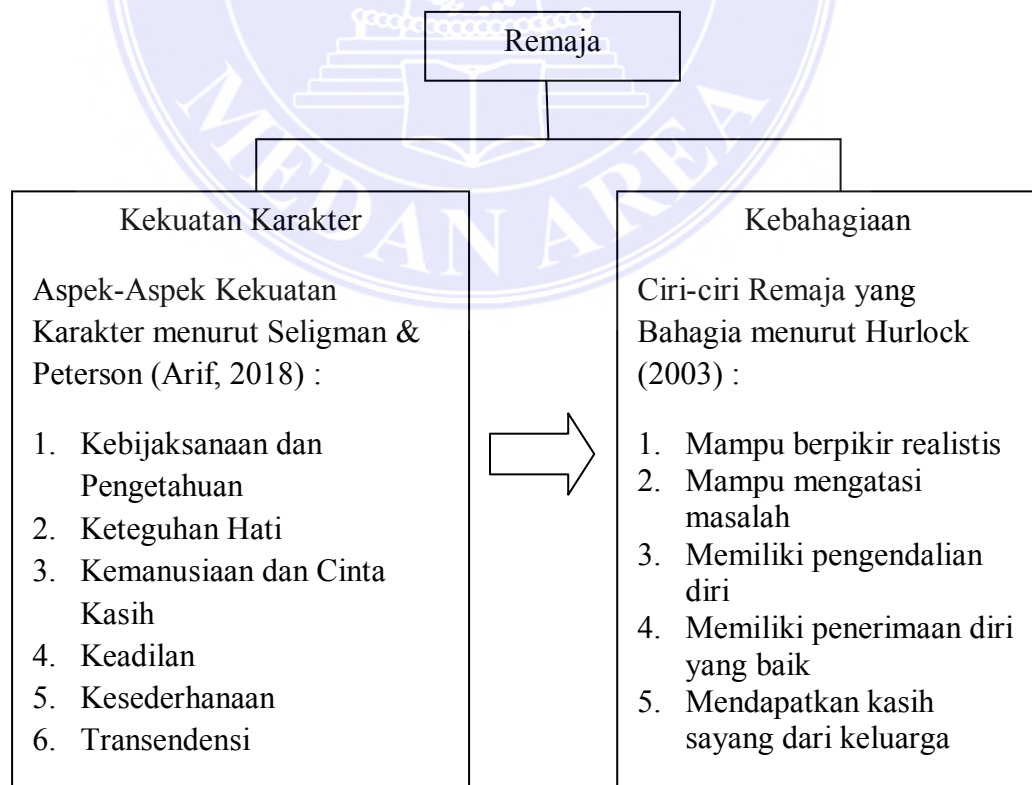 Remaja
Kekuatan Karakter
Aspek-Aspek Kekuatan
Karakter menurut Seligman &
Peterson (Arif, 2018) :
1. Kebijaksanaan dan
Pengetahuan
2. Keteguhan Hati
3. Kemanusiaan dan Cinta
Kasih
4. Keadilan
5. Kesederhanaan
6. Transendensi
Kebahagiaan
Ciri-ciri Remaja yang
Bahagia menurut Hurlock
(2003) :
1. Mampu berpikir realistis
2. Mampu mengatasi
masalah
3. Memiliki pengendalian
diri
4. Memiliki penerimaan diri
yang baik
5. Mendapatkan kasih
sayang dari keluarga
MEDAN AREA